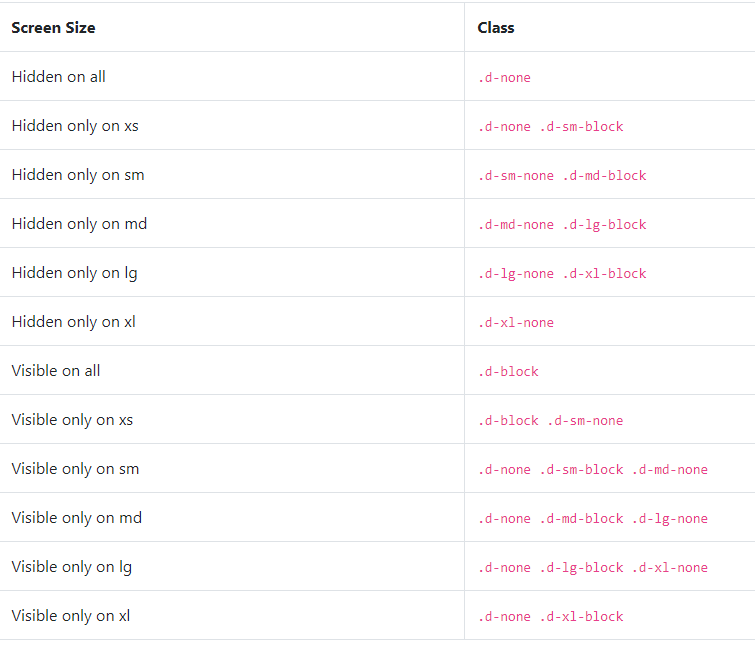 Screen Size Class
Hidden on all .d-none
Hidden only on xs .d-none .d-sm-block
Hidden only on sm .d-sm-none .d-md-block
Hidden only on md .d-md-none .d-lg-block
Hidden only on lg .d-lg-none .d-xl-block
Hidden only on xl .d-xl-none
Visible on all .d-block
Visible only on xs .d-block .d-sm-none
Visible only on sm .d-none .d-sm-block .d-md-none
Visible only on md .d-none .d-md-block .d-lg-none
Visible only on lg .d-none .d-lg-block .d-xl-none
Visible only on xl .d-none .d-xl-block